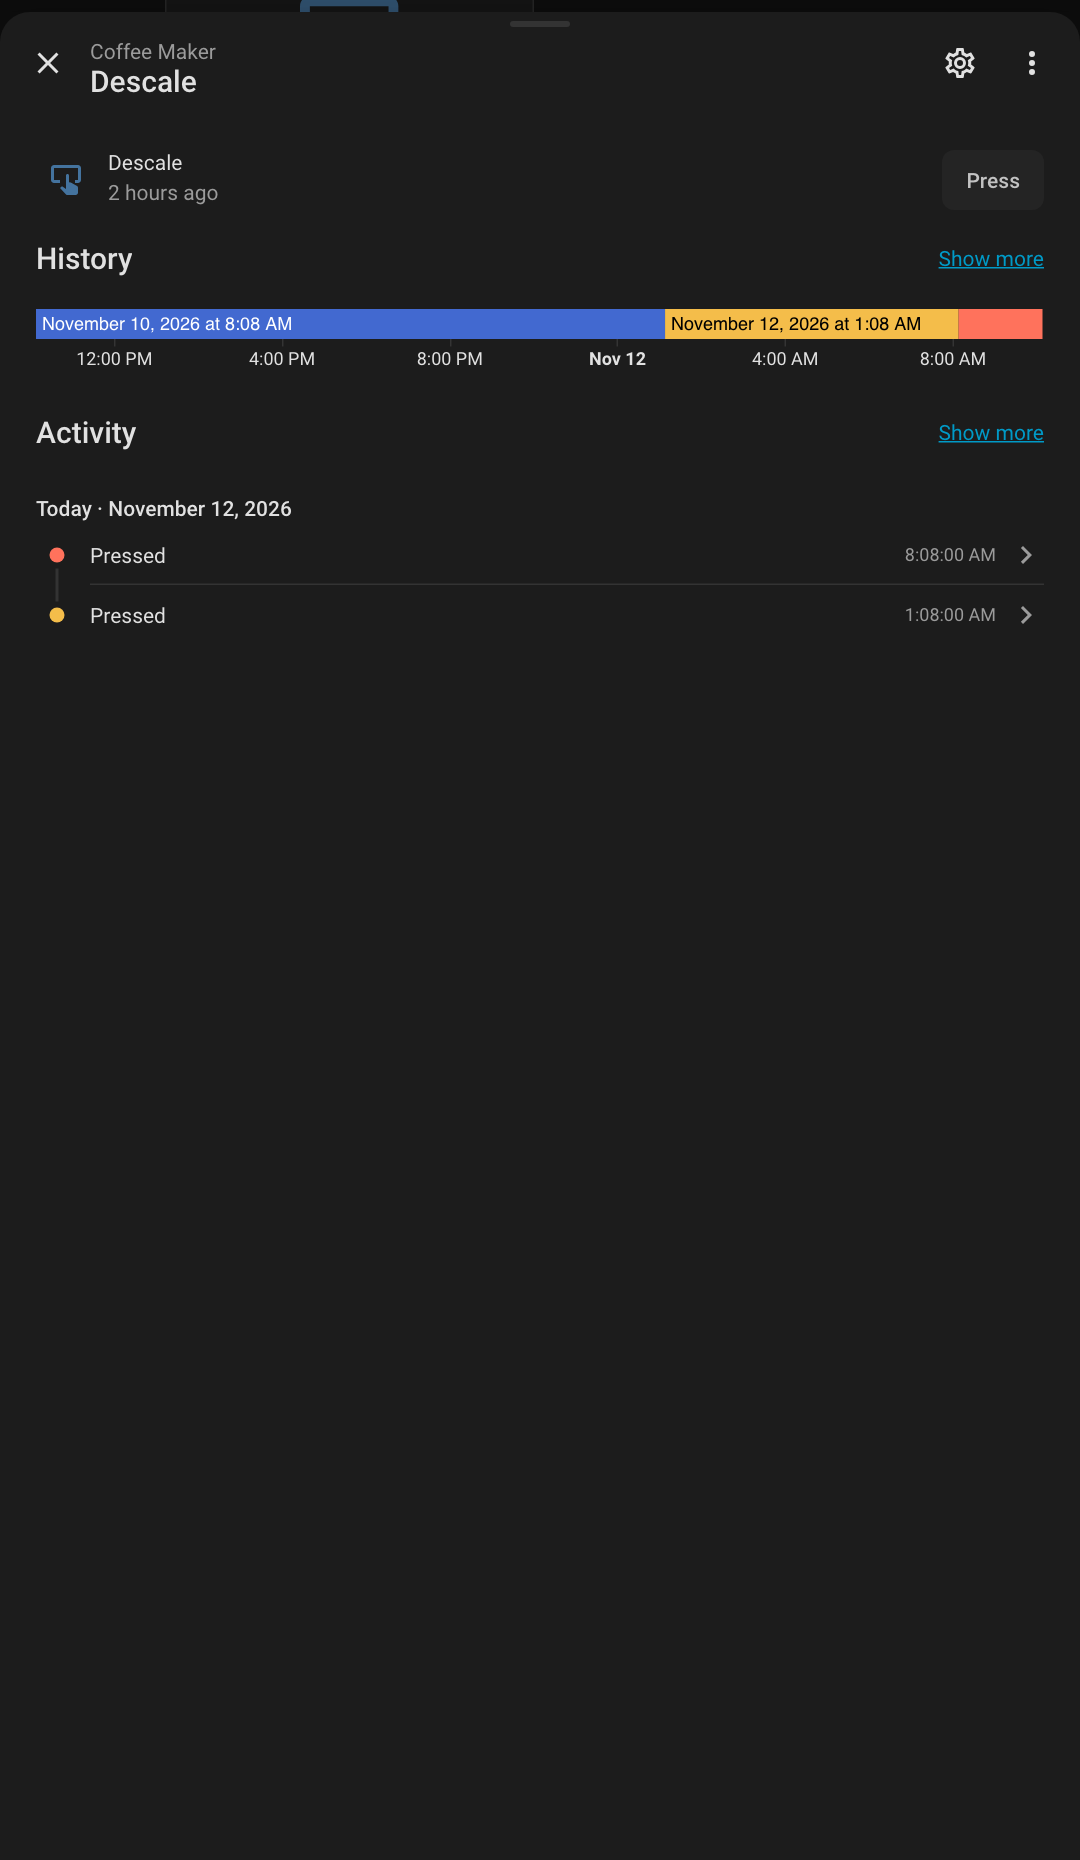 Coffee Maker
Descale
Descale
2 hours ago
Press
History
Show more
November 10, 2026 at 8:08 AM
November 12, 2026 at 1:08 AM
12:00 PM
4:00 PM
8:00 PM
Nov 12
4:00 AM
8:00 AM
Activity
Show more
Today · November 12, 2026
Pressed
8:08:00 AM
Pressed
1:08:00 AM